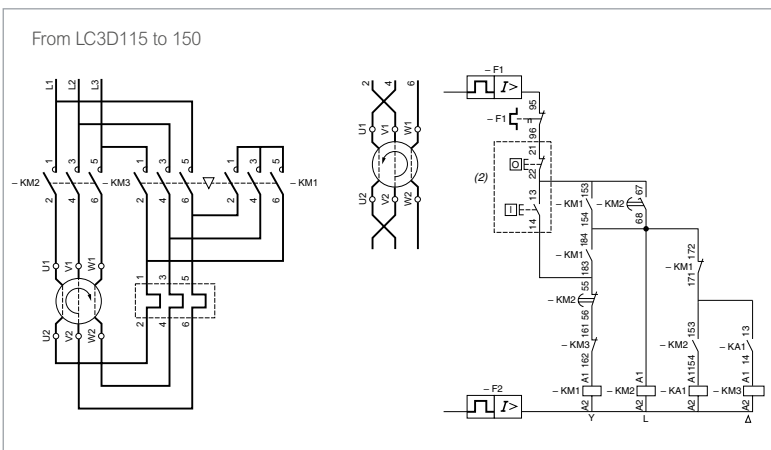 From LC3D115 to 150
L1 L2 L3
1 3 5 1 3 5 1 3 5
– KM2 – KM3 – KM1
2 4 6 2 4 6 2 4 6
U1 V1 W1
1 3 5
2 4 6
U2 V2 W2
2 4 6
U1 V1 W1
U2 V2 W2
– F1
I>
95
– F1
96
21
O
22
(2)
13
I
14
153
– KM1
154
67
– KM2
68
184
– KM1
183
172
– KM1
171
55
– KM2
56
161
– KM3
162
153
– KM2
154
13
– KA1
14
A1 A1 A1 A1
– KM1 – KM2 – KA1 – KM3
A2 A2 A2 A2
– F2
I>
Y L Δ